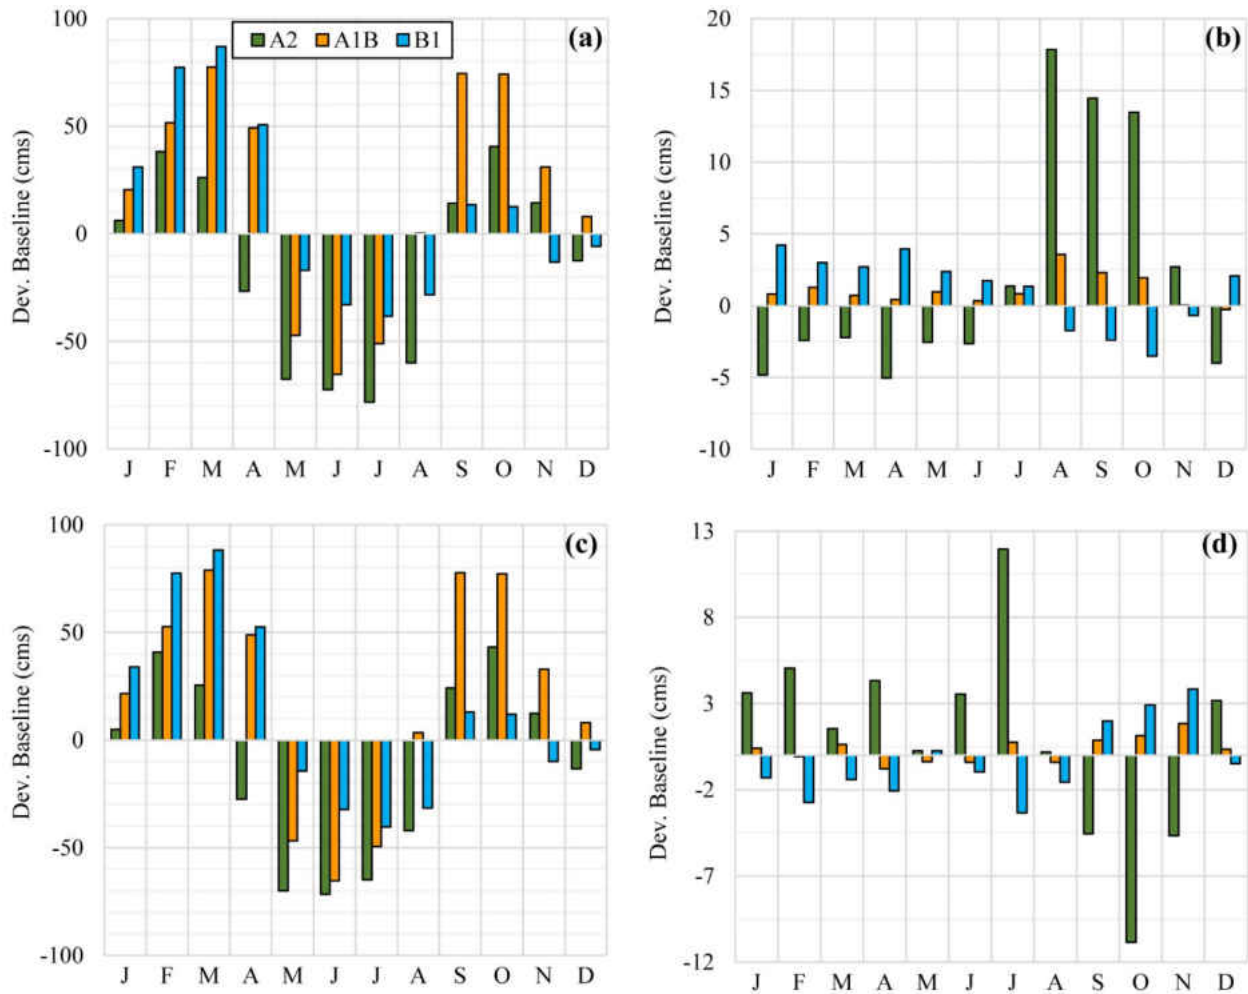 A2 A1B B1
(a)
Dev. Baseline (cms)
100
50
0
-50
-100
J F M A M J J A S O N D
(b)
Dev. Baseline (cms)
20
15
10
5
0
-5
-10
J F M A M J J A S O N D
(c)
Dev. Baseline (cms)
100
50
0
-50
-100
J F M A M J J A S O N D
(d)
Dev. Baseline (cms)
13
8
3
-2
-7
-12
J F M A M J J A S O N D